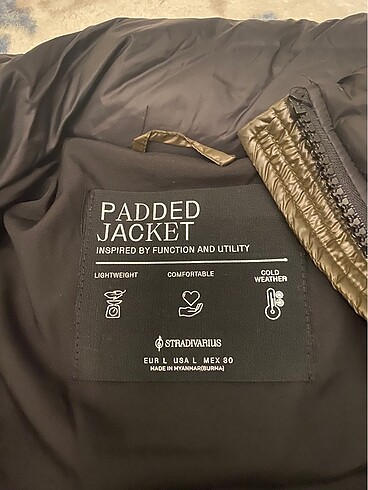 PADDED
JACKET
INSPIRED BY FUNCTION AND UTILITY
LIGHTWEIGHT COMFORTABLE COLD WEATHER
STRADIVARIUS
EUR L USA L MEX 30
MADE IN MYANMAR(BURMA)